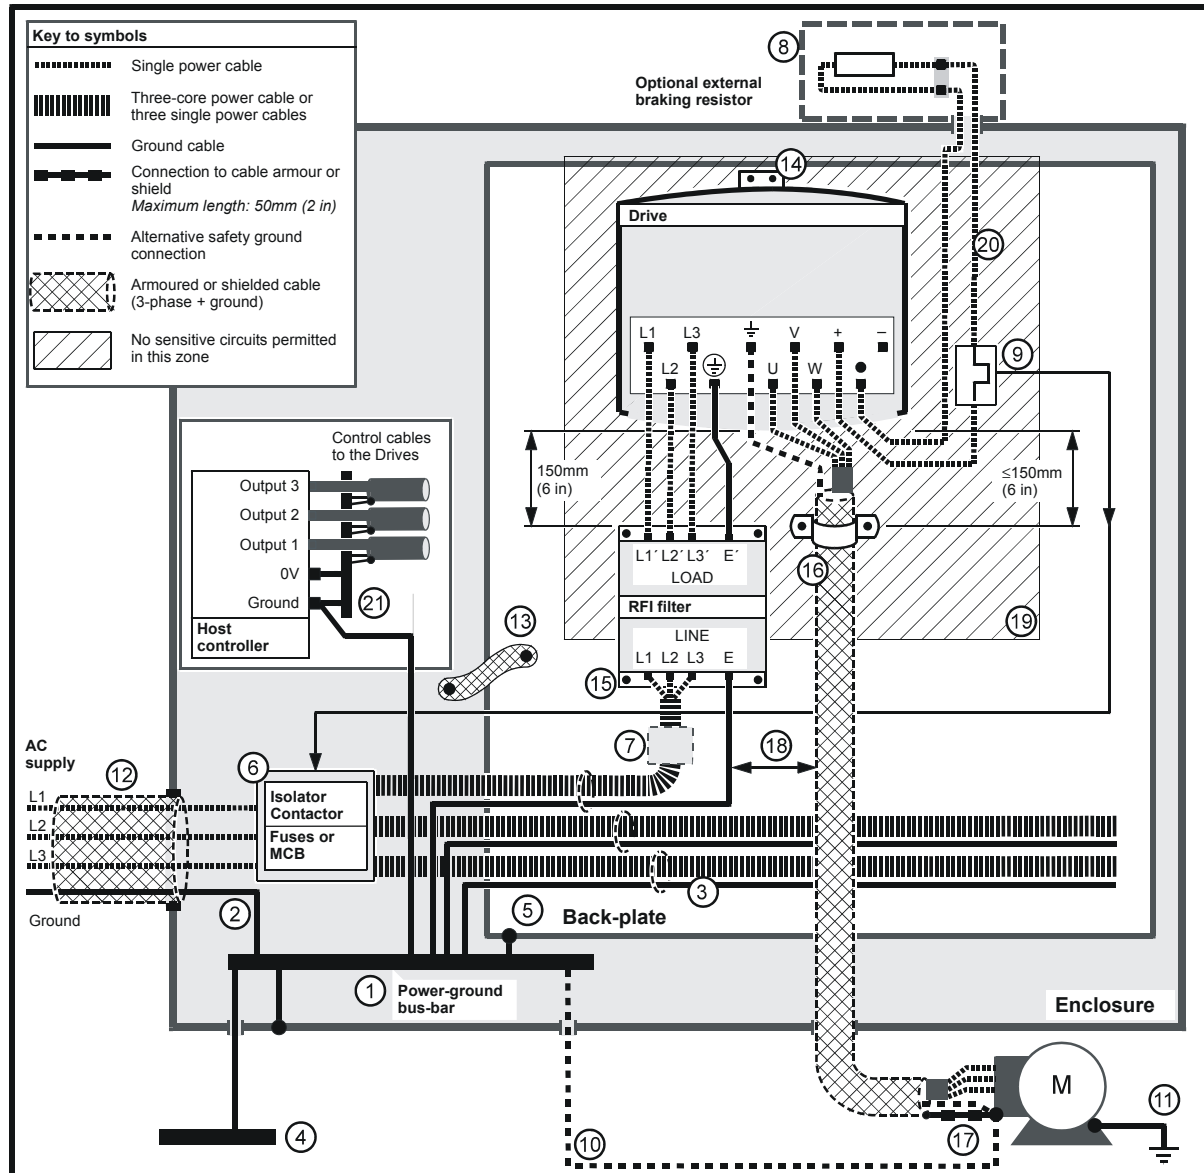 Key to symbols
Single power cable
Three-core power cable or
three single power cables
Ground cable
Connection to cable armour or
shield
Maximum length: 50mm (2 in)
Alternative safety ground
connection
Armoured or shielded cable
(3-phase + ground)
No sensitive circuits permitted
in this zone
8
Optional external
braking resistor
14
Drive
20
L1 L3 V + −
L2 U W
9
Control cables
to the Drives
Output 3
Output 2
Output 1
0V
Ground
21
Host
controller
150mm
(6 in)
≤150mm
(6 in)
L1´ L2´ L3´ E´
LOAD
16
RFI filter
13
19
LINE
L1 L2 L3 E
15
7
18
AC
supply
12
6
L1
L2
L3
Ground
Isolator
Contactor
Fuses or
MCB
3
2
5
Back-plate
1
Power-ground
bus-bar
Enclosure
M
11
4
10
17